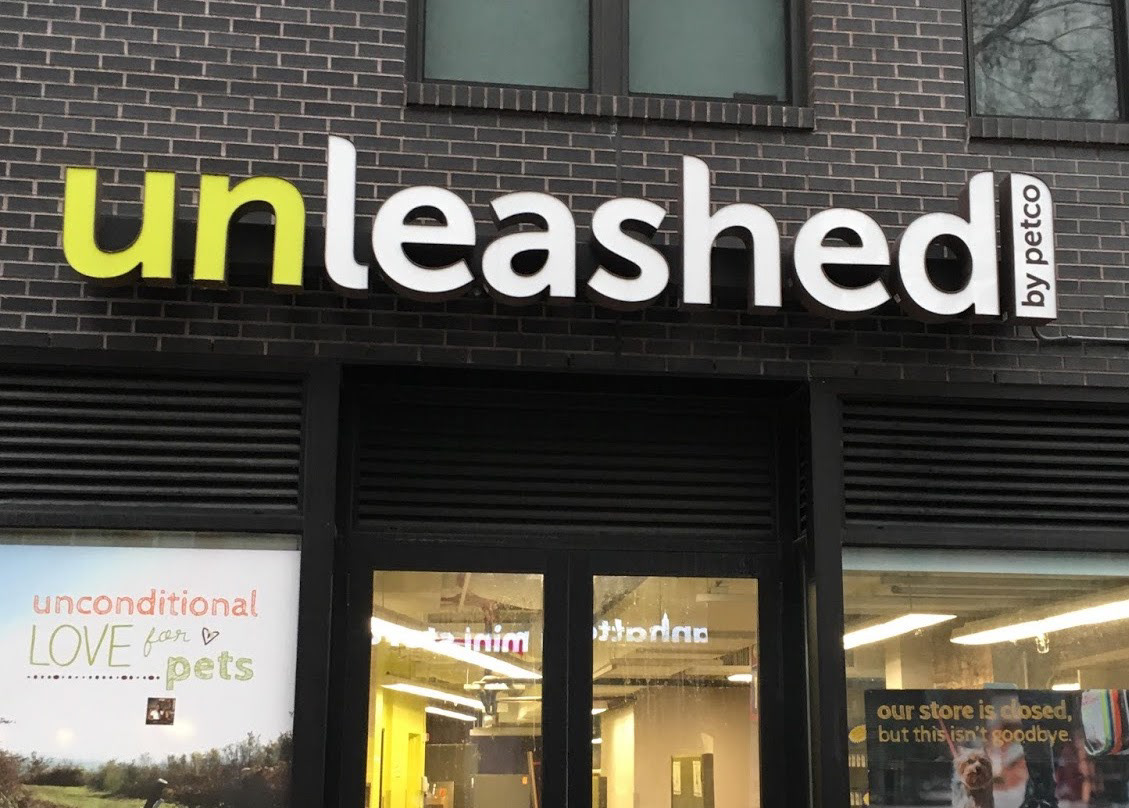 unleashed
by petco
unconditional
LOVE for
pets
our store is closed,
but this isn't goodbye.